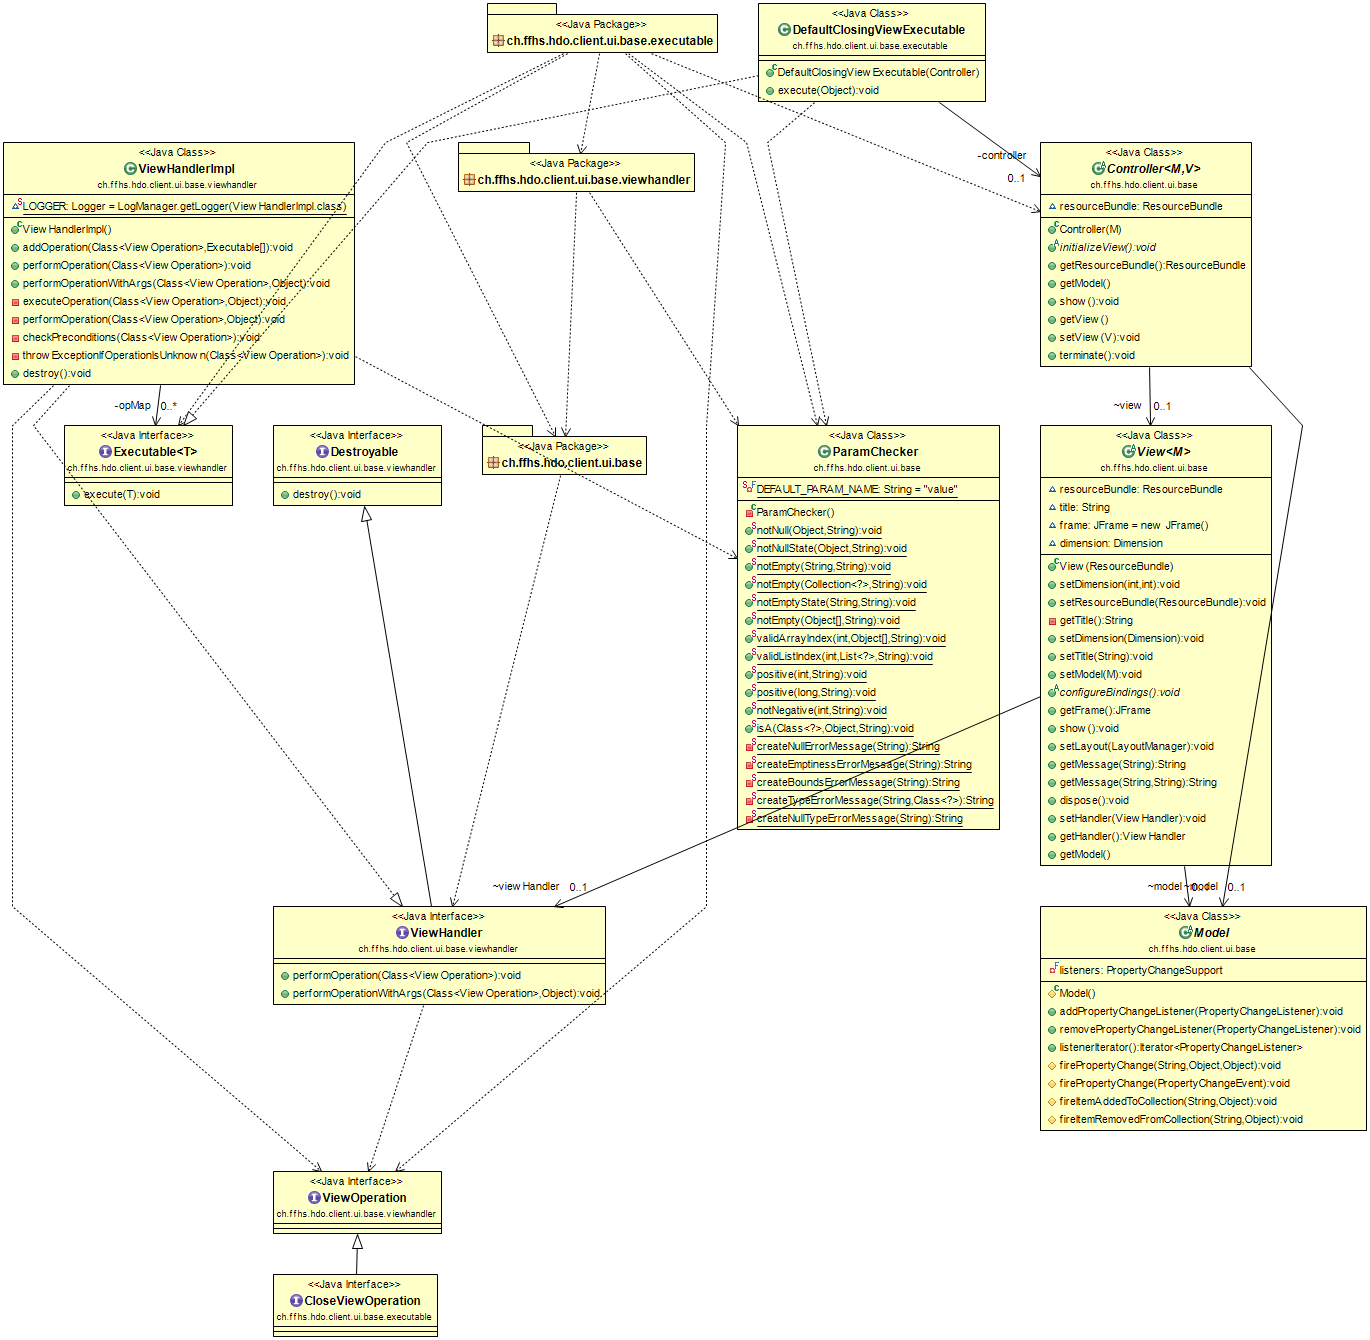 <<Java Package>>
ch.ffhs.hdo.client.ui.base.executable
<<Java Class>>
DefaultClosingViewExecutable
ch.ffhs.hdo.client.ui.base.executable
DefaultClosingViewExecutable(Controller)
execute(Object):void
<<Java Class>>
ViewHandlerImpl
ch.ffhs.hdo.client.ui.base.viewhandler
LOGGER: Logger = LogManager.getLogger(ViewHandlerImpl.class)
ViewHandlerImpl()
addOperation(Class<ViewOperation>,Executable[]):void
performOperation(Class<ViewOperation>):void
performOperationWithArgs(Class<ViewOperation>,Object):void
executeOperation(Class<ViewOperation>,Object):void
performOperation(Class<ViewOperation>,Object):void
checkPreconditions(Class<ViewOperation>):void
throwExceptionIfOperationIsUnknown(Class<ViewOperation>):void
destroy():void
<<Java Package>>
ch.ffhs.hdo.client.ui.base.viewhandler
-controller
0..1
<<Java Class>>
Controller<M,V>
ch.ffhs.hdo.client.ui.base
resourceBundle: ResourceBundle
Controller(M)
initializeView():void
getResourceBundle():ResourceBundle
getModel()
show():void
getView()
setView(V):void
terminate():void
-opMap
0..*
~view
0..1
<<Java Interface>>
Executable<T>
ch.ffhs.hdo.client.ui.base.viewhandler
execute(T):void
<<Java Interface>>
Destroyable
ch.ffhs.hdo.client.ui.base.viewhandler
destroy():void
<<Java Package>>
ch.ffhs.hdo.client.ui.base
<<Java Class>>
ParamChecker
ch.ffhs.hdo.client.ui.base
DEFAULT_PARAM_NAME: String = "value"
ParamChecker()
notNull(Object,String):void
notNullState(Object,String):void
notEmpty(String,String):void
notEmpty(Collection<?>,String):void
notEmptyState(String,String):void
notEmpty(Object[],String):void
validArrayIndex(int,Object[],String):void
validListIndex(int,List<?>,String):void
positive(int,String):void
positive(long,String):void
notNegative(int,String):void
isA(Class<?>,Object,String):void
createNullErrorMessage(String):String
createEmptinessErrorMessage(String):String
createBoundsErrorMessage(String):String
createTypeErrorMessage(String,Class<?>):String
createNullTypeErrorMessage(String):String
<<Java Class>>
View<M>
ch.ffhs.hdo.client.ui.base
resourceBundle: ResourceBundle
title: String
frame: JFrame = new JFrame()
dimension: Dimension
View(ResourceBundle)
setDimension(int,int):void
setResourceBundle(ResourceBundle):void
getTitle():String
setDimension(Dimension):void
setTitle(String):void
setModel(M):void
configureBindings():void
getFrame():JFrame
show():void
setLayout(LayoutManager):void
getMessage(String):String
getMessage(String,String):String
dispose():void
setHandler(ViewHandler):void
getHandler():ViewHandler
getModel()
~viewHandler
0..1
~model
0..1
~model
0..1
<<Java Interface>>
ViewHandler
ch.ffhs.hdo.client.ui.base.viewhandler
performOperation(Class<ViewOperation>):void
performOperationWithArgs(Class<ViewOperation>,Object):void
<<Java Class>>
Model
ch.ffhs.hdo.client.ui.base
listeners: PropertyChangeSupport
Model()
addPropertyChangeListener(PropertyChangeListener):void
removePropertyChangeListener(PropertyChangeListener):void
listenerIterator():Iterator<PropertyChangeListener>
firePropertyChange(String,Object,Object):void
firePropertyChange(PropertyChangeEvent):void
fireItemAddedToCollection(String,Object):void
fireItemRemovedFromCollection(String,Object):void
<<Java Interface>>
ViewOperation
ch.ffhs.hdo.client.ui.base.viewhandler
<<Java Interface>>
CloseViewOperation
ch.ffhs.hdo.client.ui.base.executable